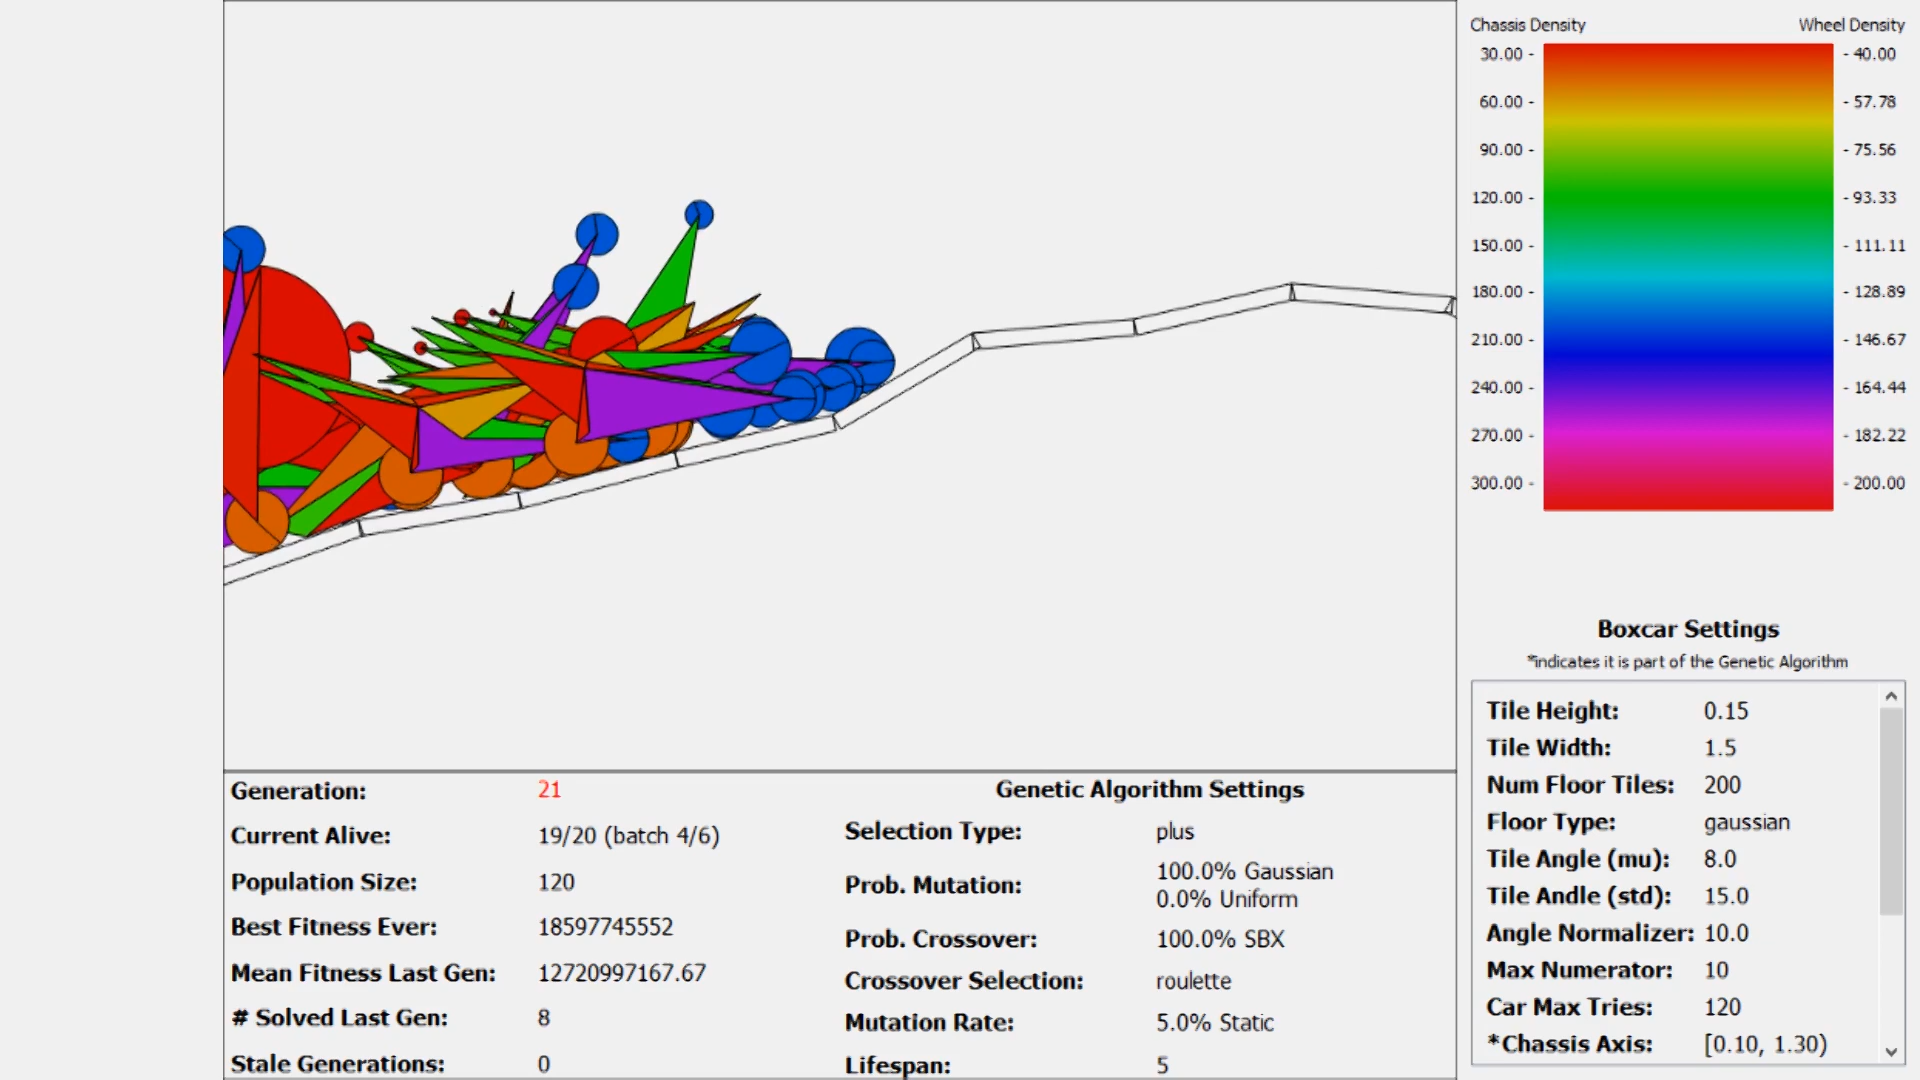 Chassis Density Wheel Density
30.00 - - 40.00
60.00 - - 57.78
90.00 - - 75.56
120.00 - - 93.33
150.00 - - 111.11
180.00 - - 128.89
210.00 - - 146.67
240.00 - - 164.44
270.00 - - 182.22
300.00 - - 200.00
Boxcar Settings
*indicates it is part of the Genetic Algorithm
Tile Height: 0.15
Tile Width: 1.5
Num Floor Tiles: 200
Floor Type: gaussian
Tile Angle (mu): 8.0
Tile Andle (std): 15.0
Angle Normalizer: 10.0
Max Numerator: 10
Car Max Tries: 120
*Chassis Axis: [0.10, 1.30)
Generation: 21
Current Alive: 19/20 (batch 4/6)
Population Size: 120
Best Fitness Ever: 18597745552
Mean Fitness Last Gen: 12720997167.67
# Solved Last Gen: 8
Stale Generations: 0
Genetic Algorithm Settings
Selection Type: plus
Prob. Mutation: 100.0% Gaussian
0.0% Uniform
Prob. Crossover: 100.0% SBX
Crossover Selection: roulette
Mutation Rate: 5.0% Static
Lifespan: 5